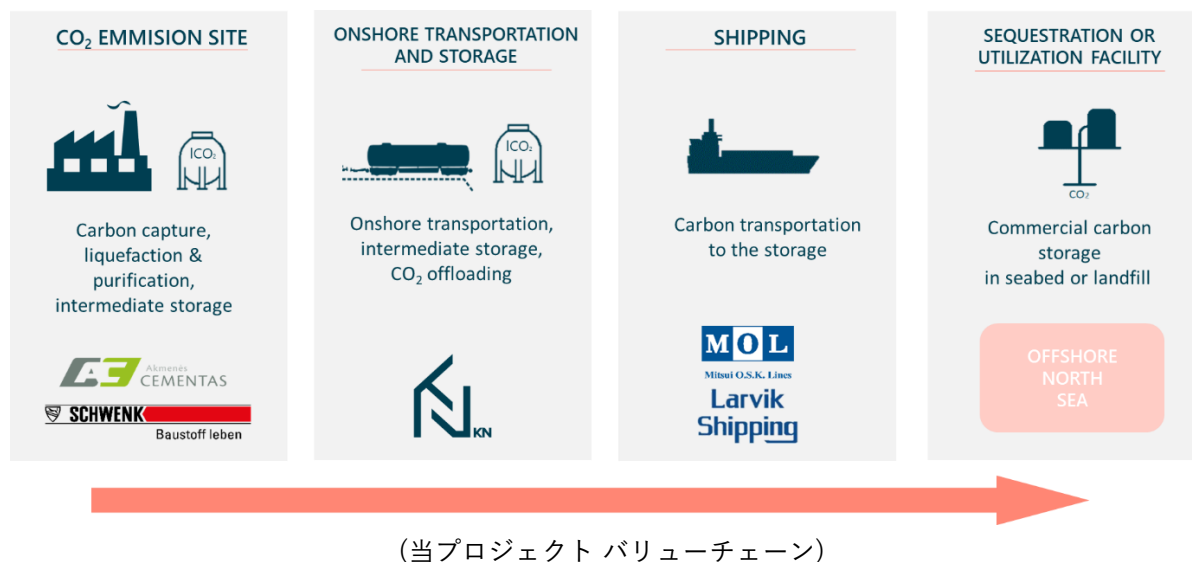 CO₂ EMMISION SITE
lCO₂
Carbon capture,
liquefaction &
purification,
intermediate storage
Akmenės
CEMENTAS
SCHWENK
Baustoff leben
ONSHORE TRANSPORTATION
AND STORAGE
lCO₂
Onshore transportation,
intermediate storage,
CO₂ offloading
KN
SHIPPING
Carbon transportation
to the storage
MOL
Mitsui O.S.K. Lines
Larvik
Shipping
SEQUESTRATION OR
UTILIZATION FACILITY
CO₂
Commercial carbon
storage
in seabed or landfill
OFFSHORE
NORTH
SEA
(当プロジェクト バリューチェーン)